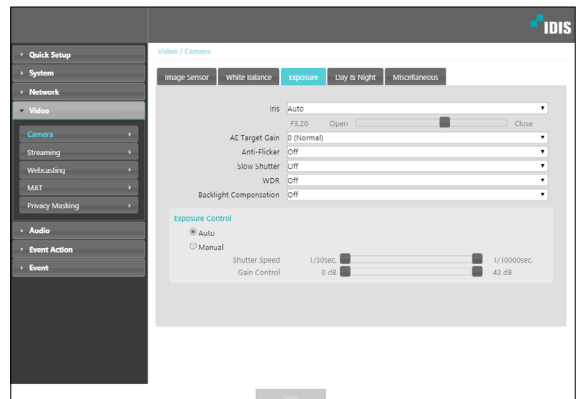 IDIS
Quick Setup
System
Network
Video
Camera
Streaming
Webcasting
MAT
Privacy Masking
Audio
Event Action
Event
Video / Camera
Image Sensor White Balance Exposure Day & Night Miscellaneous
Iris Auto
F3.20 Open Close
AE Target Gain 0 (Normal)
Anti-Flicker Off
Slow Shutter Off
WDR Off
Backlight Compensation Off
Exposure Control
Auto
Manual
Shutter Speed 1/30sec. 1/10000sec.
Gain Control 0 dB 42 dB